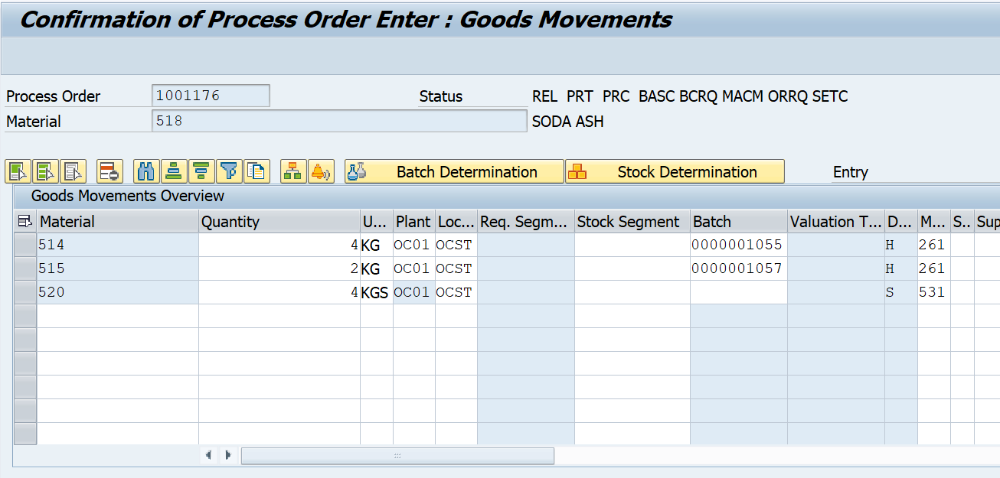 Confirmation of Process Order Enter : Goods Movements
Process Order 1001176 Status REL PRT PRC BASC BCRQ MACM ORRQ SETC
Material 518 SODA ASH
Batch Determination Stock Determination Entry
Goods Movements Overview
Material Quantity U... Plant Loc... Req. Segm... Stock Segment Batch Valuation T... D... M... S.. Sup
514 4 KG OC01 OCST 0000001055 H 261
515 2 KG OC01 OCST 0000001057 H 261
520 4 KGS OC01 OCST S 531